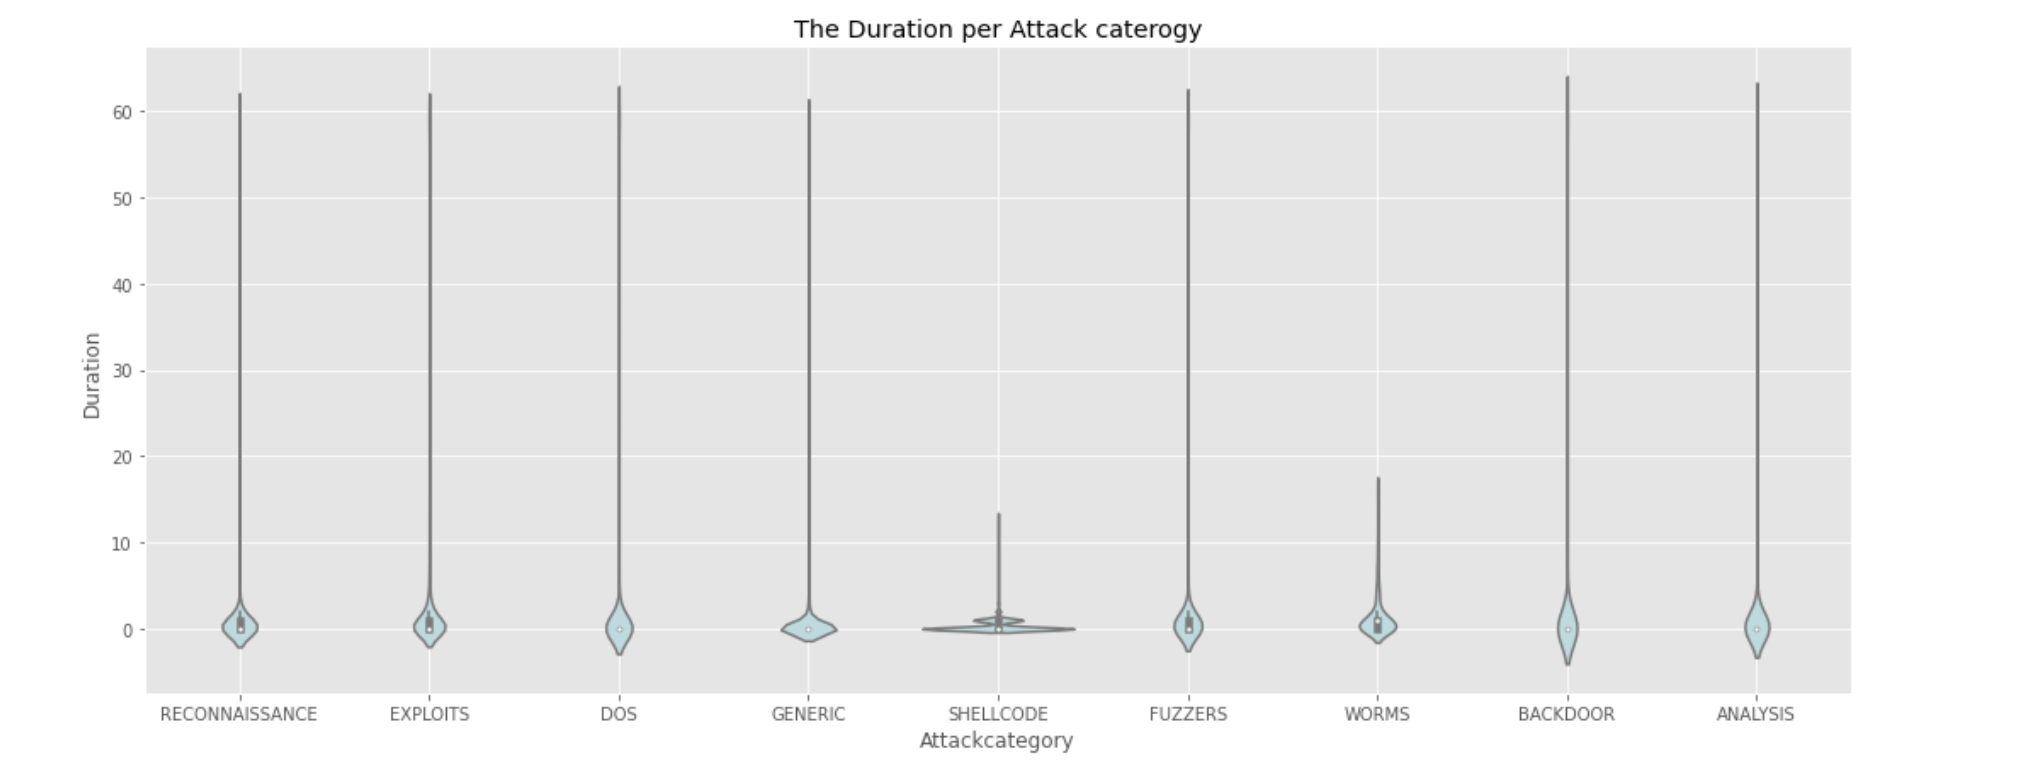 The Duration per Attack caterogy
60
50
40
30
20
10
0
Duration
RECONNAISSANCE EXPLOITS DOS GENERIC SHELLCODE FUZZERS WORMS BACKDOOR ANALYSIS
Attackcategory